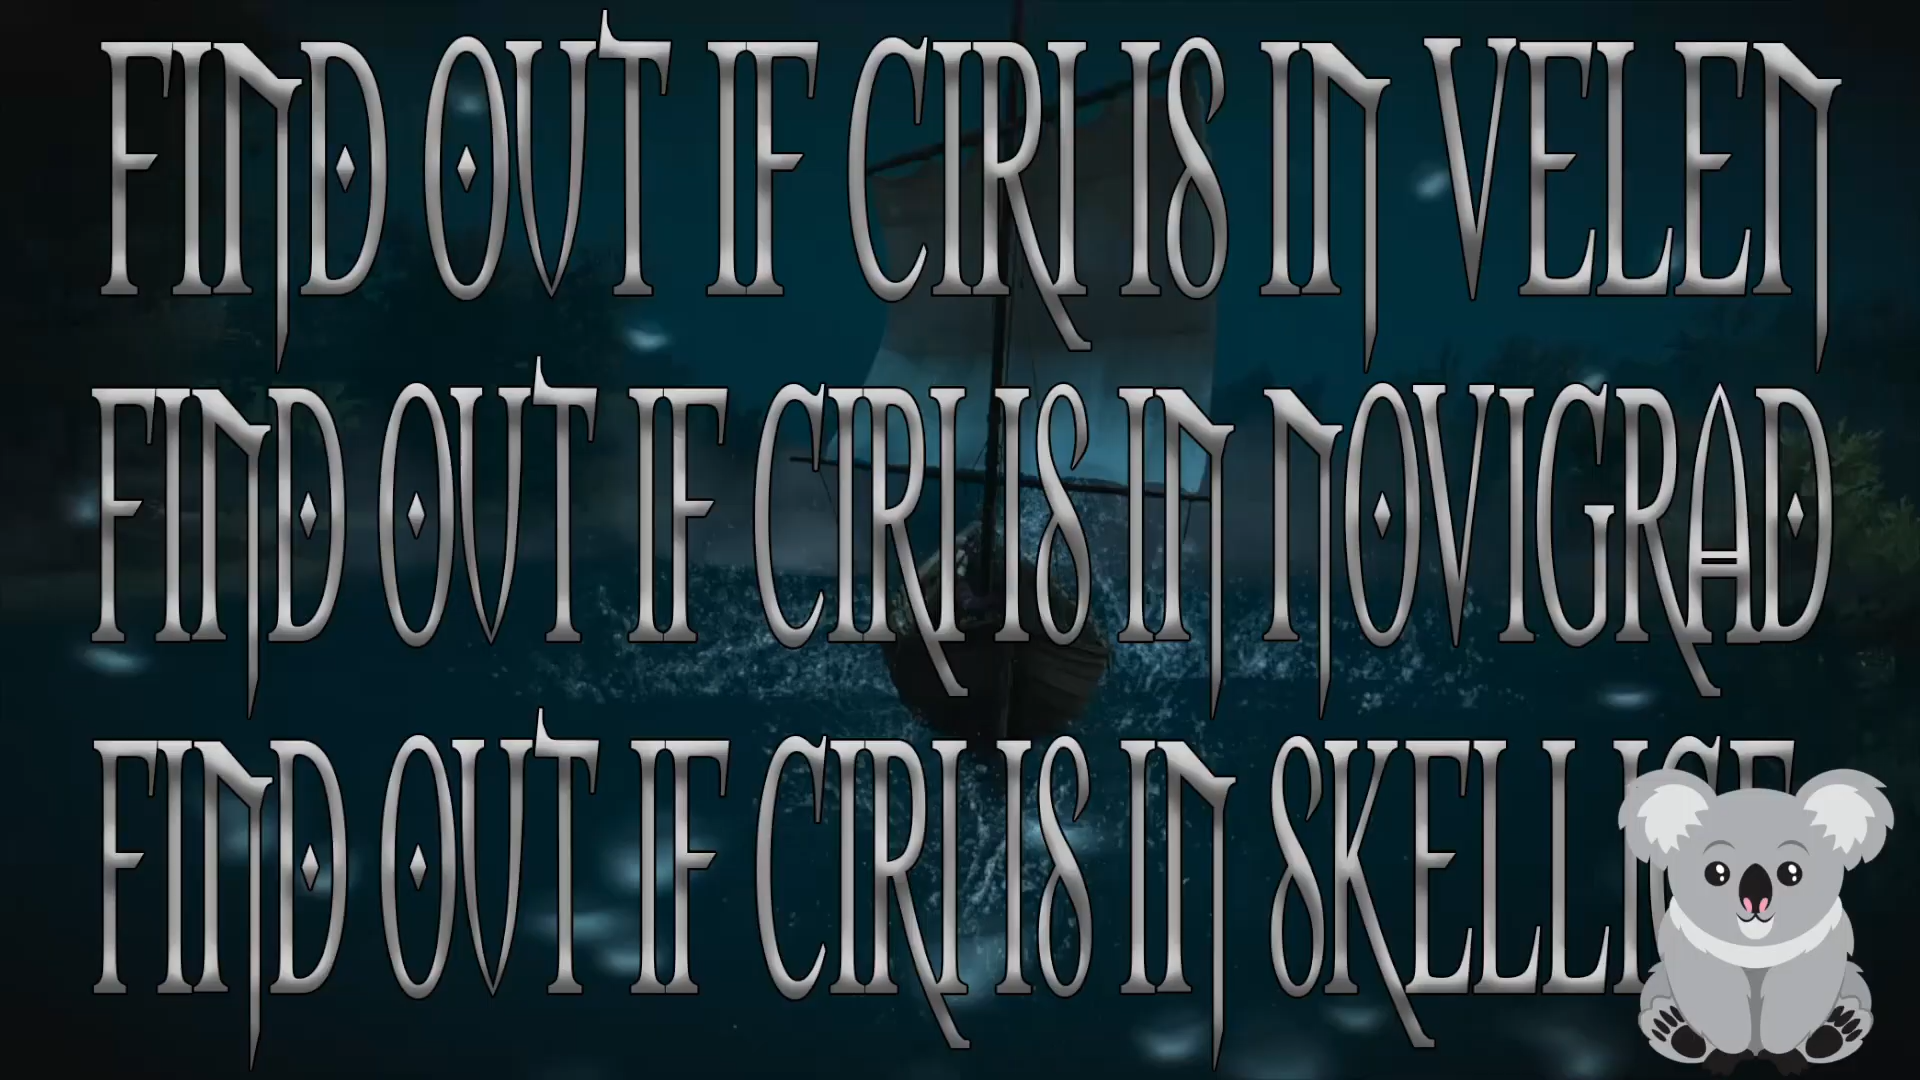 FIND OUT IF CIRI IS IN VELEN
FIND OUT IF CIRI IS IN NOVIGRAD
FIND OUT IF CIRI IS IN SKELLIGE